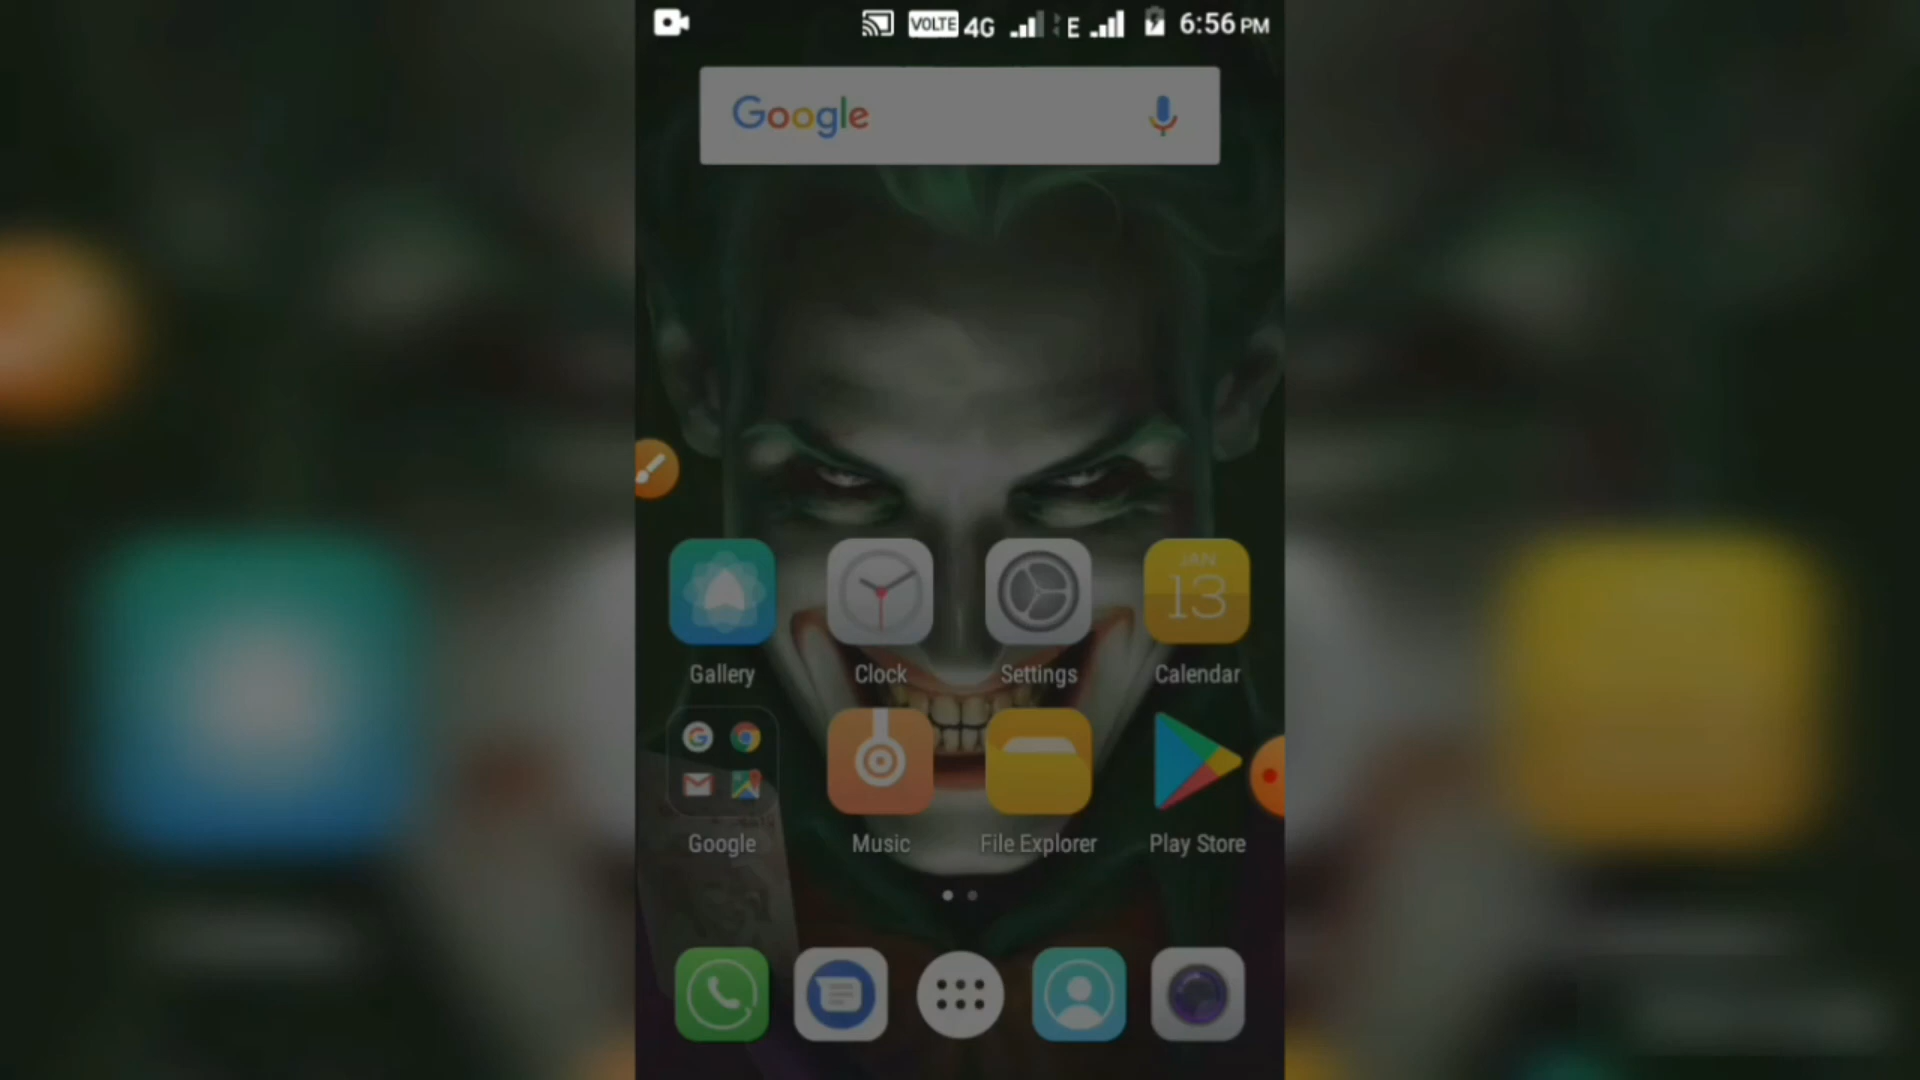 VOLTE 4G E 6:56 PM
Google
JAN
13
Gallery Clock Settings Calendar
Google Music File Explorer Play Store